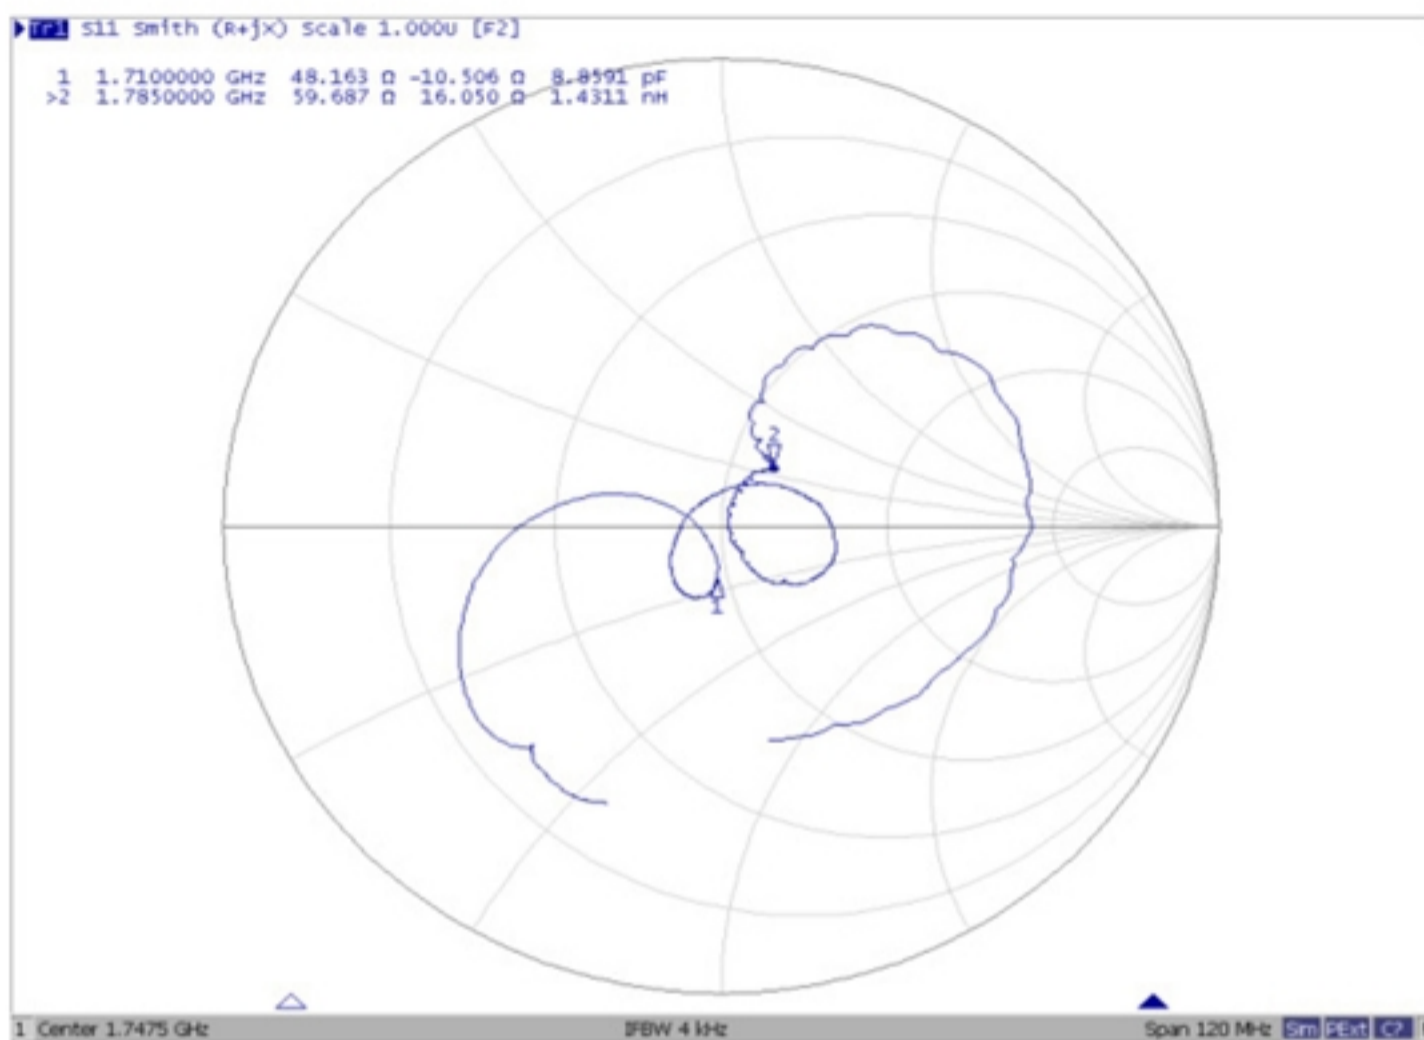 Tr1 S11 Smith (R+jX) Scale 1.000U [F2]
1 1.7100000 GHz 48.163 Ω -10.506 Ω 8.8591 pF
>2 1.7850000 GHz 59.687 Ω 16.050 Ω 1.4311 nH
2
1
1 Center 1.7475 GHz IFBW 4 kHz Span 120 MHz Sim PExt C?